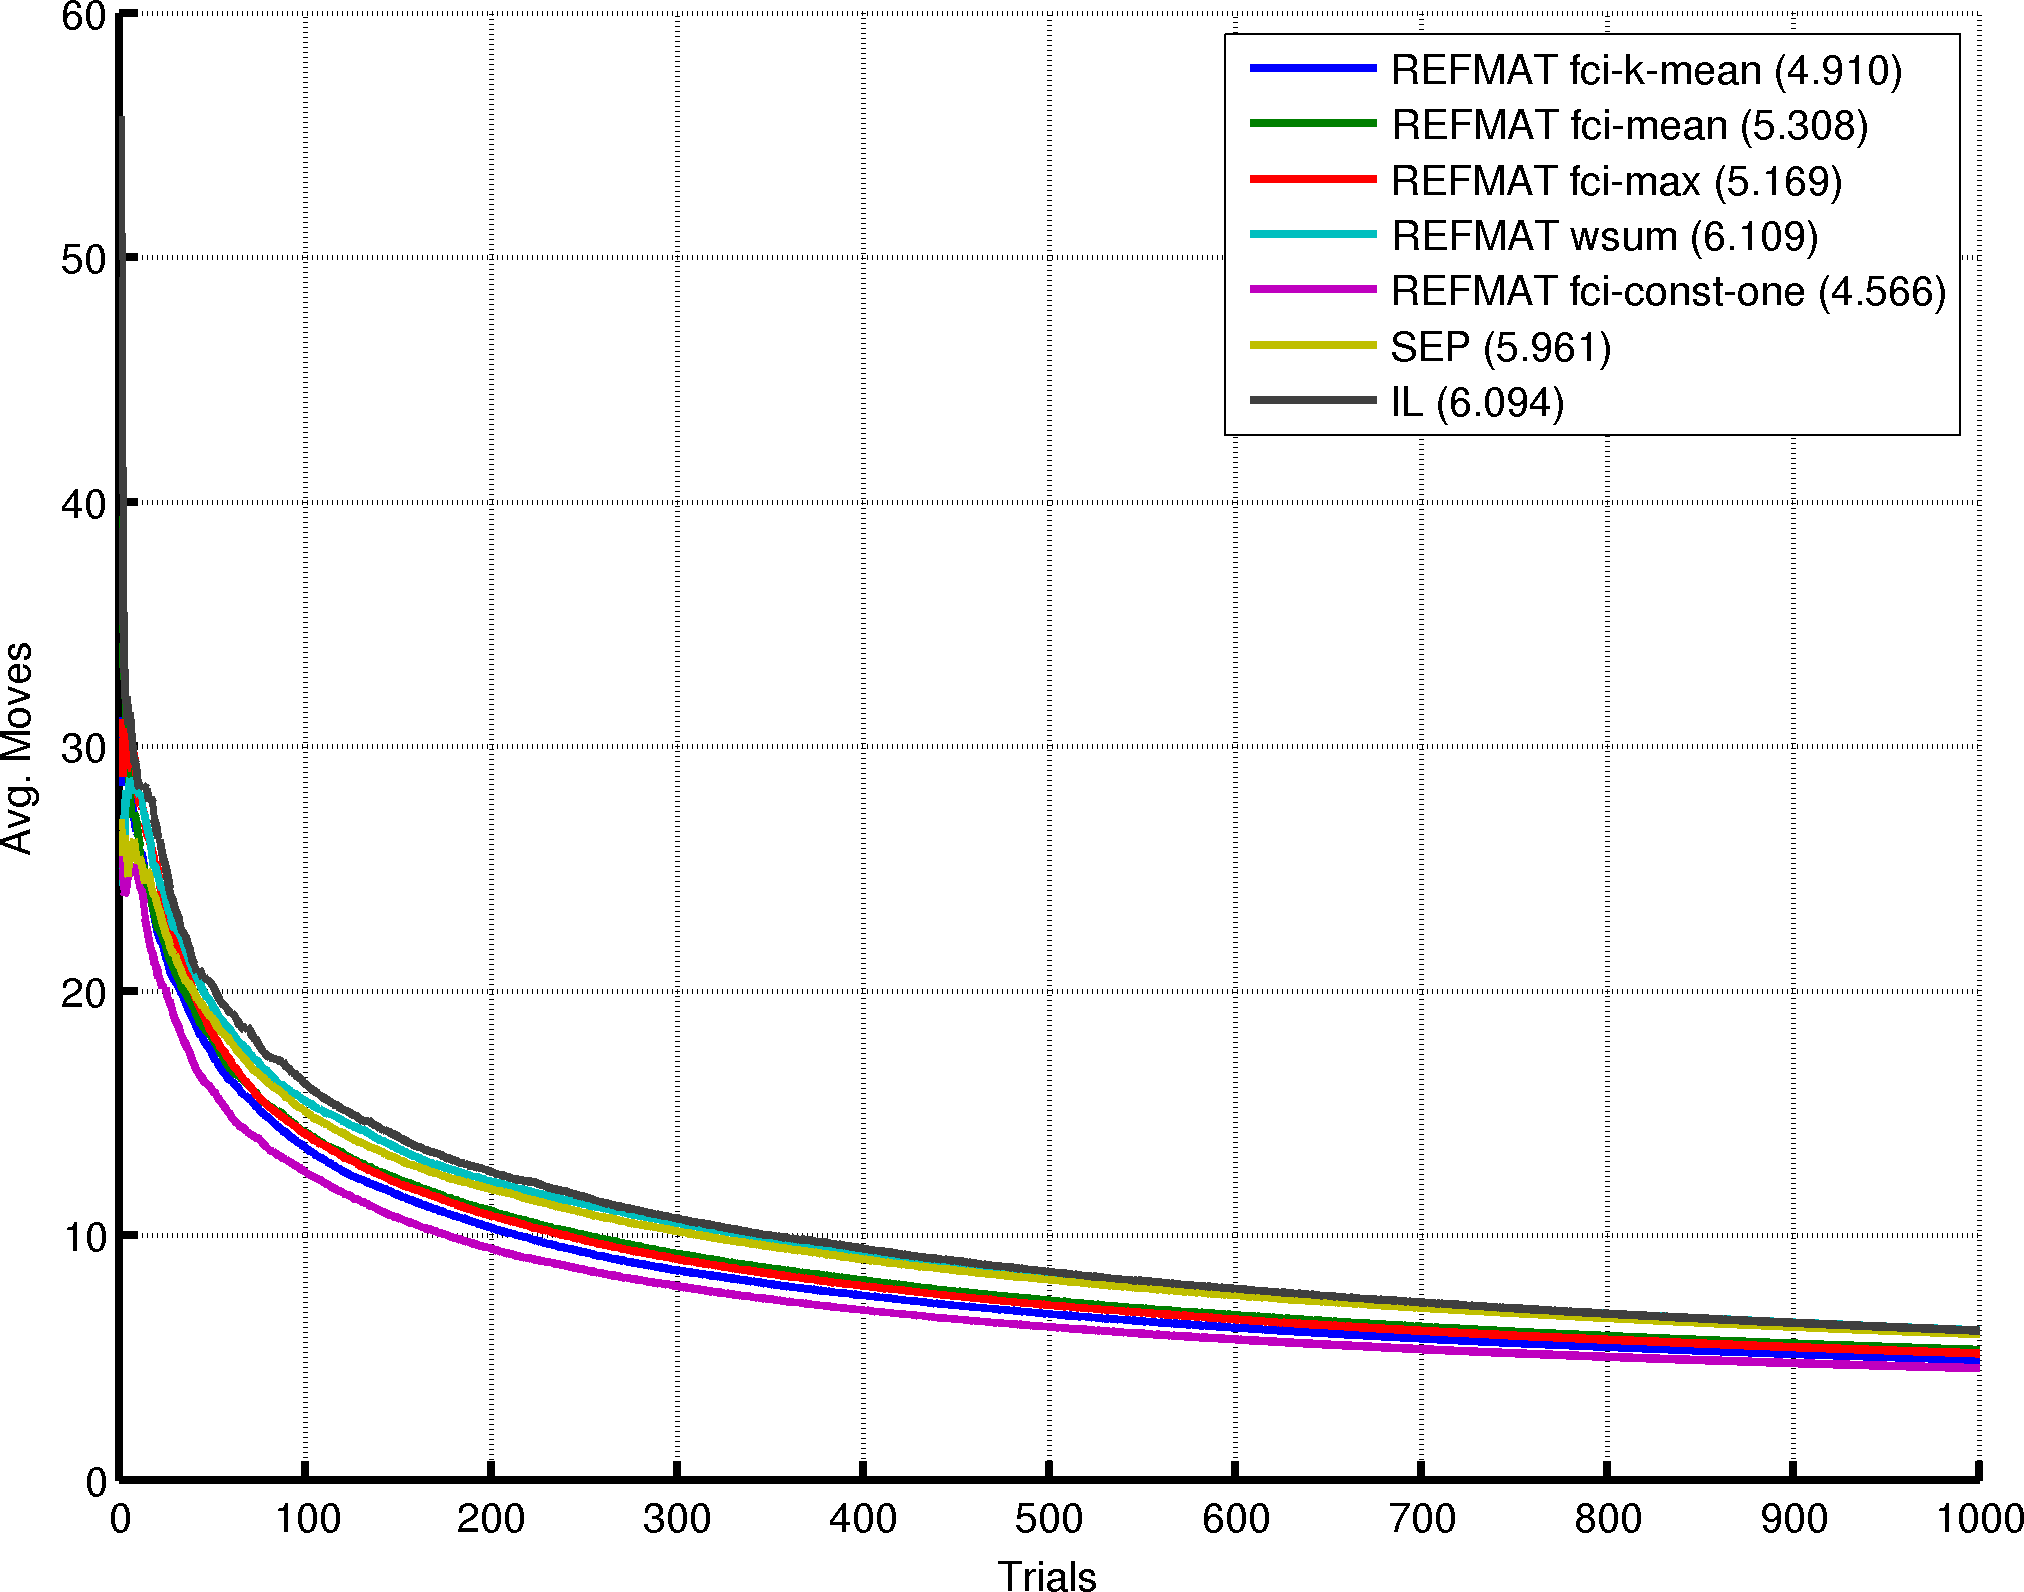 60
50
40
30
20
10
0
Avg. Moves
REFMAT fci-k-mean (4.910)
REFMAT fci-mean (5.308)
REFMAT fci-max (5.169)
REFMAT wsum (6.109)
REFMAT fci-const-one (4.566)
SEP (5.961)
IL (6.094)
0 100 200 300 400 500 600 700 800 900 1000
Trials